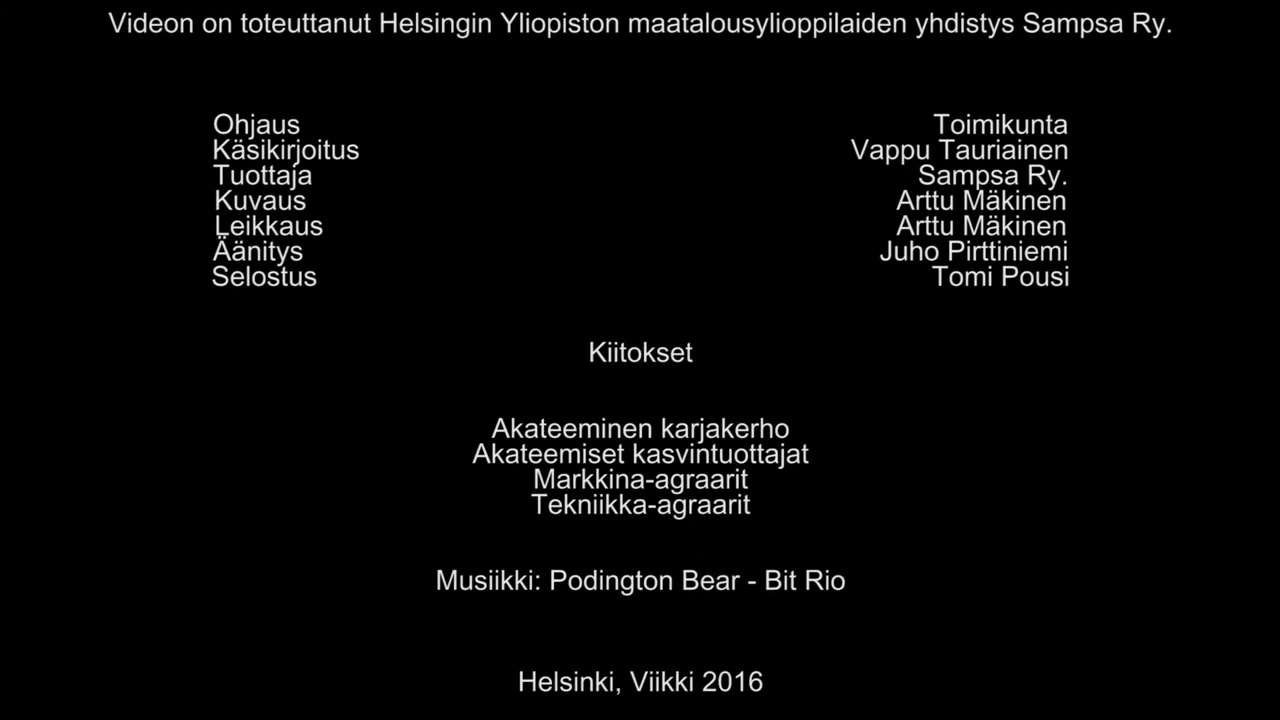 Videon on toteuttanut Helsingin Yliopiston maatalousylioppilaiden yhdistys Sampsa Ry.
Ohjaus Toimikunta
Käsikirjoitus Vappu Tauriainen
Tuottaja Sampsa Ry.
Kuvaus Arttu Mäkinen
Leikkaus Arttu Mäkinen
Äänitys Juho Pirttiniemi
Selostus Tomi Pousi
Kiitokset
Akateeminen karjakerho
Akateemiset kasvintuottajat
Markkina-agraarit
Tekniikka-agraarit
Musiikki: Podington Bear - Bit Rio
Helsinki, Viikki 2016